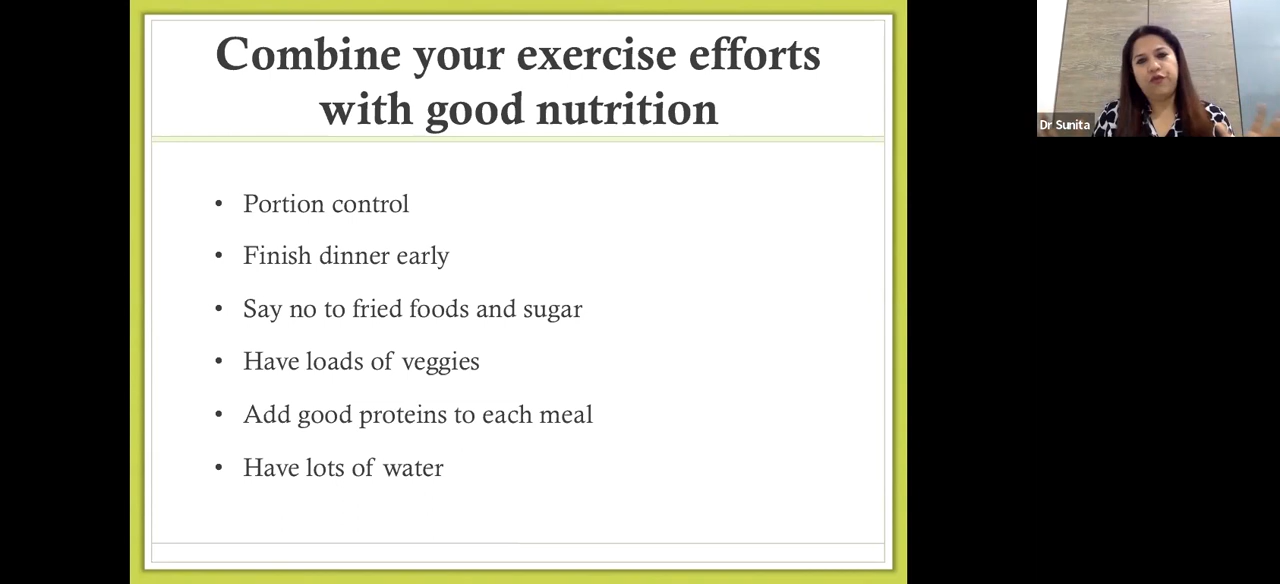 Combine your exercise efforts
with good nutrition
• Portion control
• Finish dinner early
• Say no to fried foods and sugar
• Have loads of veggies
• Add good proteins to each meal
• Have lots of water
Dr Sunita